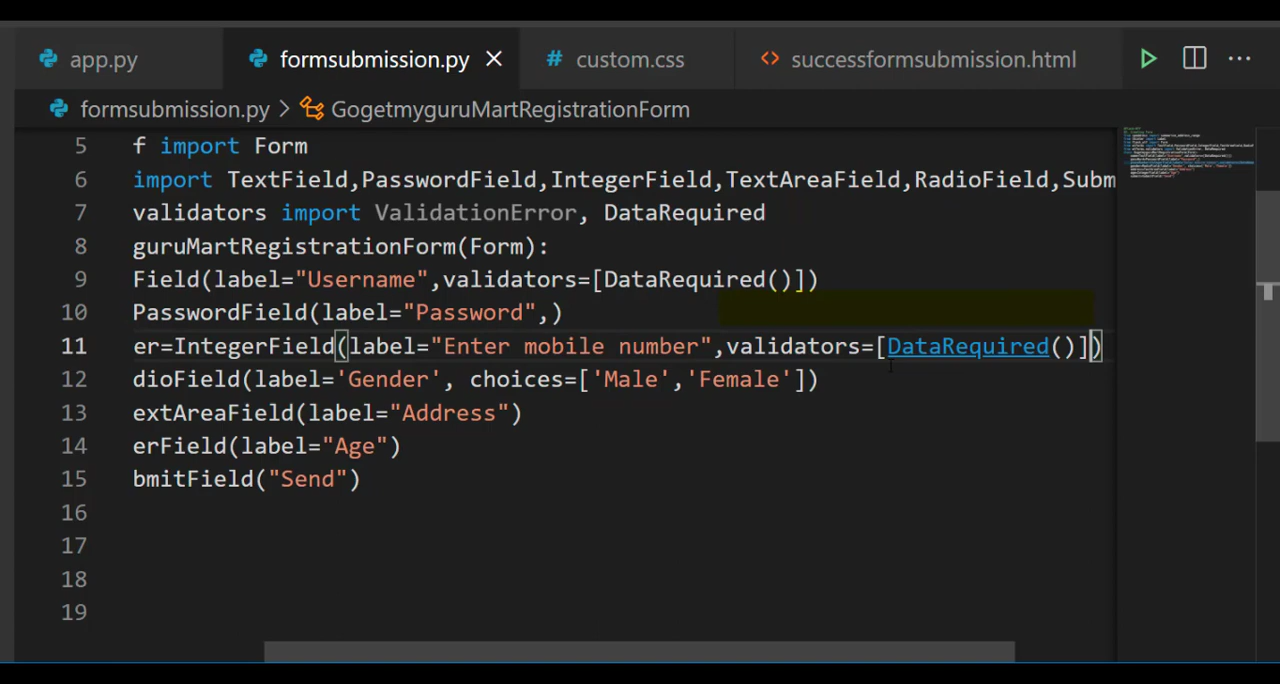 app.py formsubmission.py # custom.css <> successformsubmission.html
formsubmission.py > GogetmyguruMartRegistrationForm
5 f import Form
6 import TextField,PasswordField,IntegerField,TextAreaField,RadioField,Subm
7 validators import ValidationError, DataRequired
8 guruMartRegistrationForm(Form):
9 Field(label="Username",validators=[DataRequired()])
10 PasswordField(label="Password",)
11 er=IntegerField(label="Enter mobile number",validators=[DataRequired()])
12 dioField(label='Gender', choices=['Male','Female'])
13 extAreaField(label="Address")
14 erField(label="Age")
15 bmitField("Send")
16
17
18
19